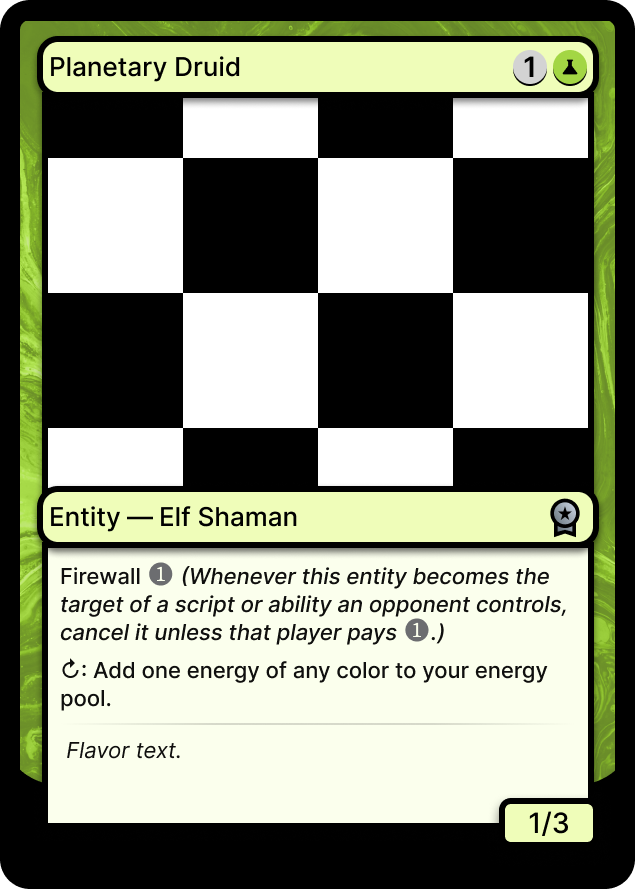 Planetary Druid 1
Entity — Elf Shaman
Firewall 1 (Whenever this entity becomes the
target of a script or ability an opponent controls,
cancel it unless that player pays 1.)
↻: Add one energy of any color to your energy
pool.
Flavor text.
1/3